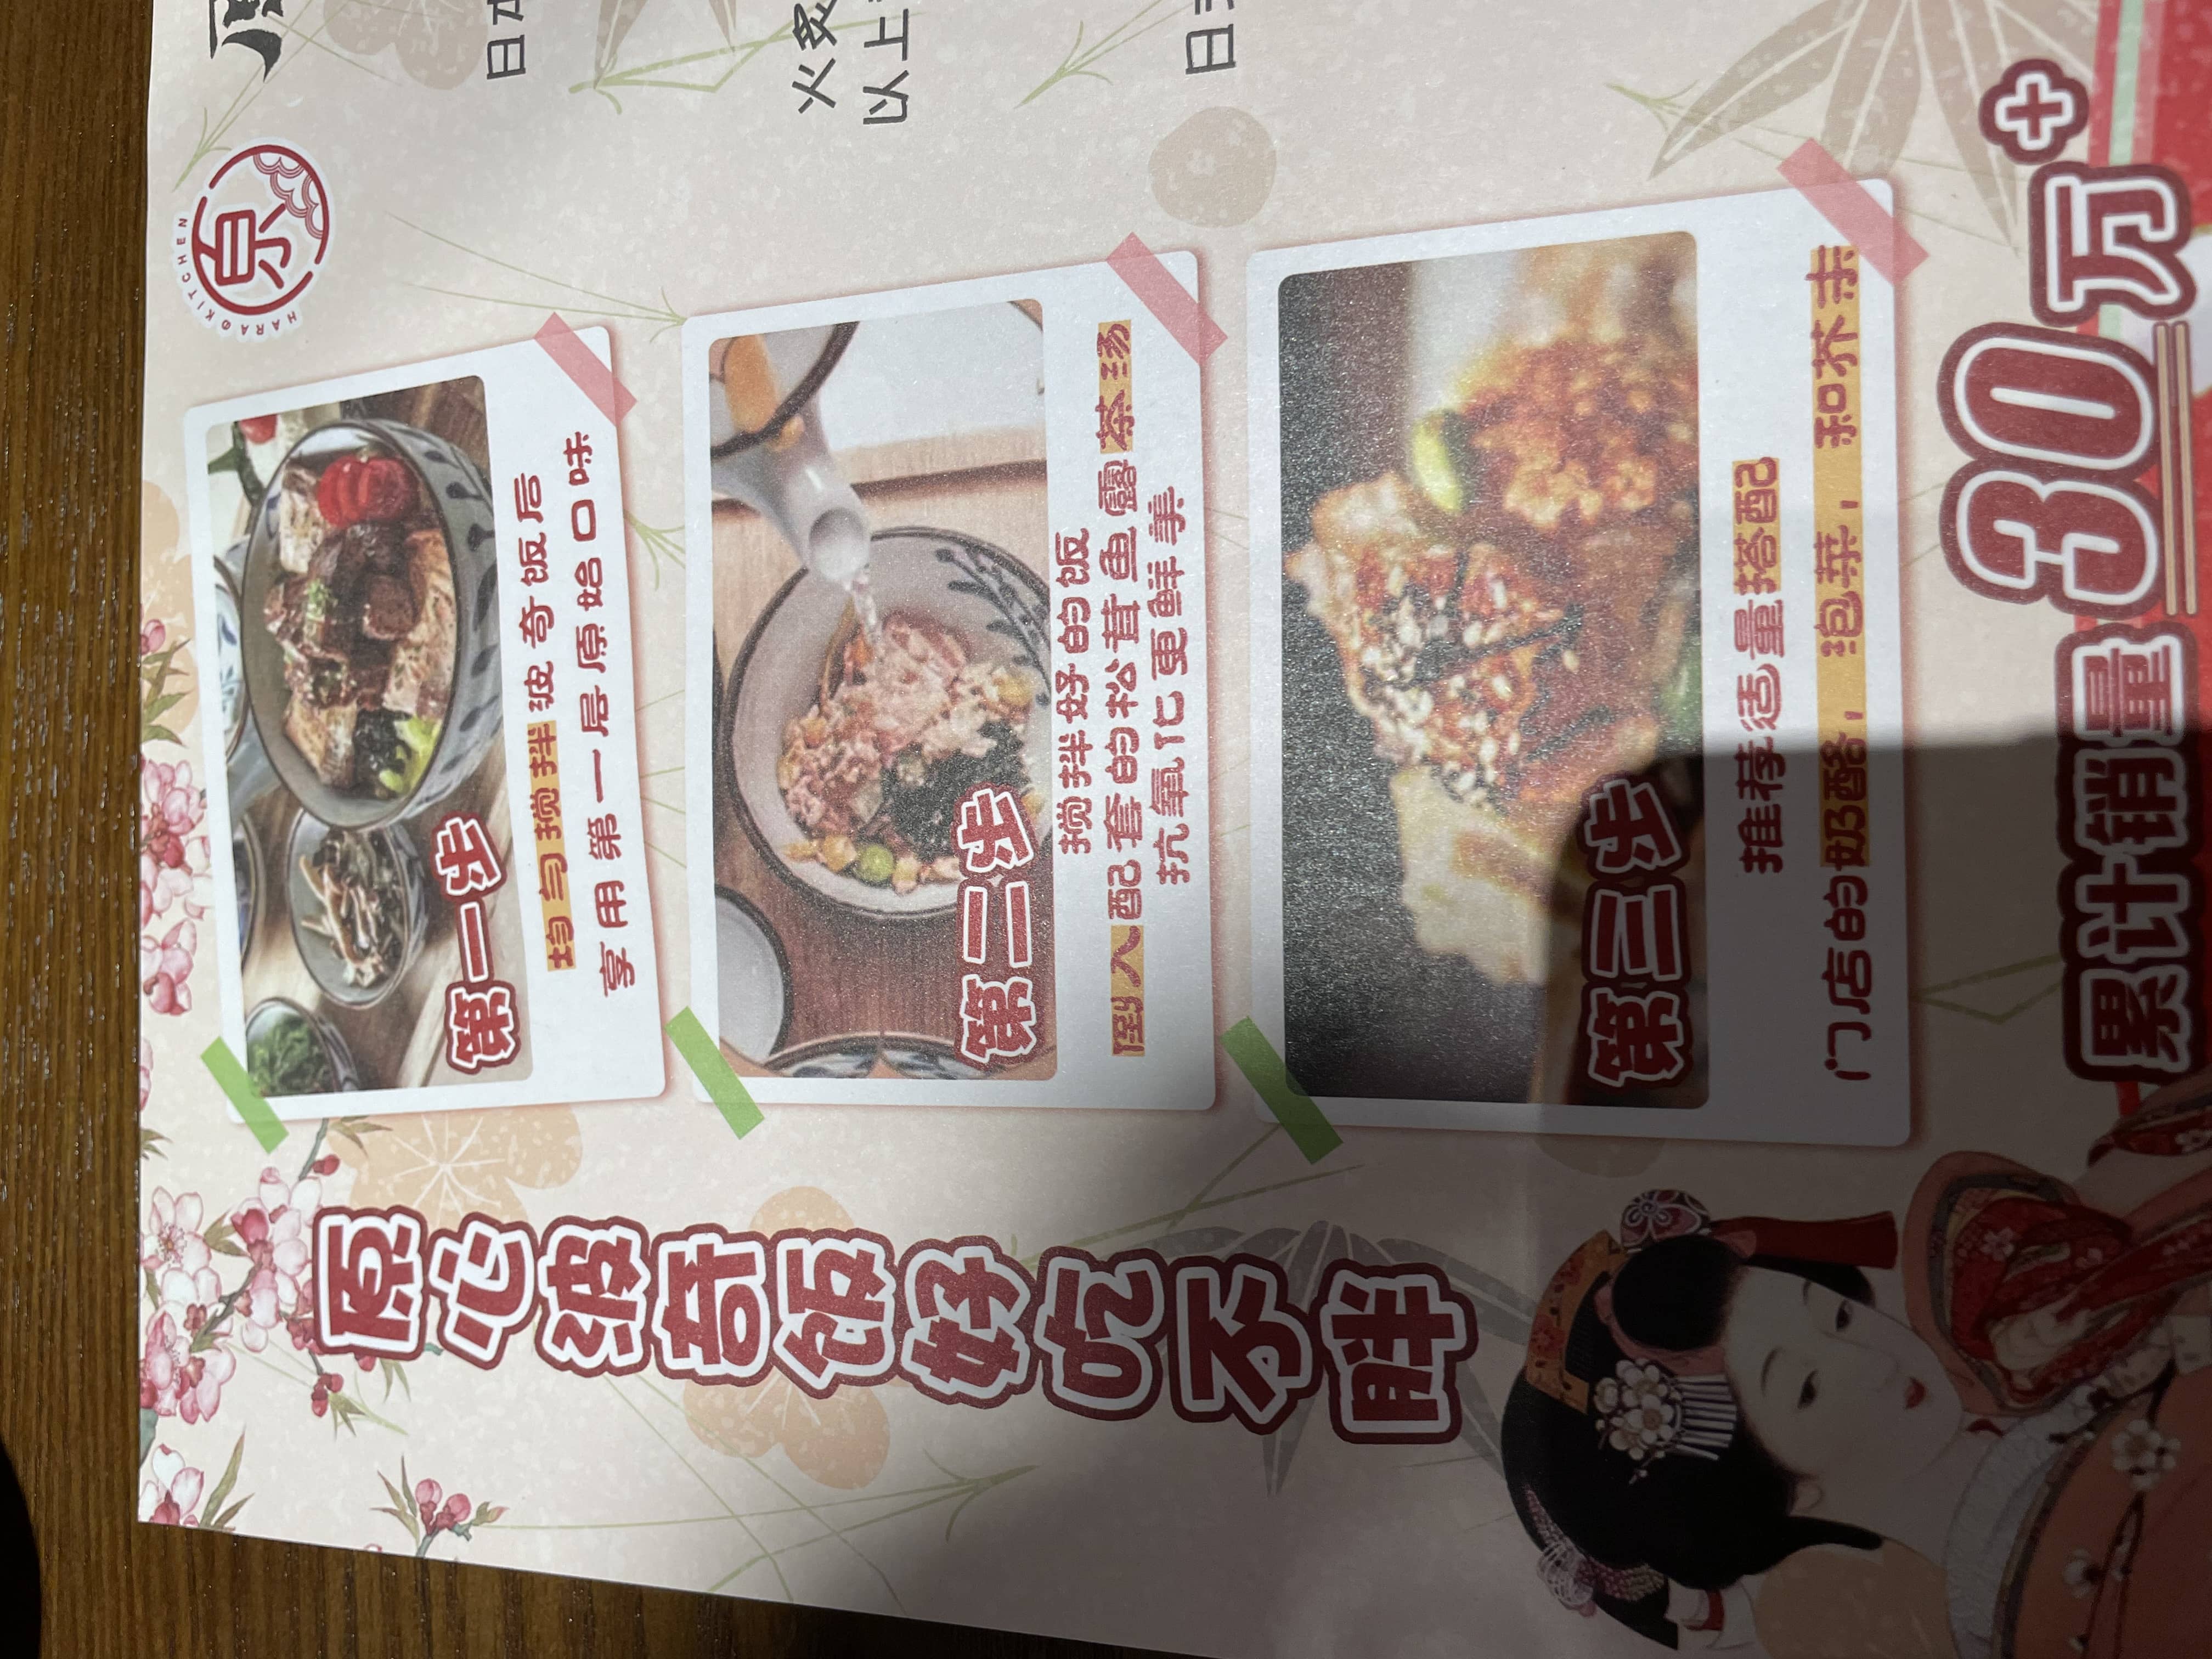 原心波奇饭好吃不胖
第一步
均匀搅拌波奇饭后
享用第一层原始口味
第二步
搅拌好的饭
倒入配套的松茸鱼露茶汤
抗氧化更鲜美
第三步
推荐适量搭配
门店的奶酪，泡菜，和芥末
累计销量30万+
HARA KITCHEN
原
日本
火炙
以上
日式